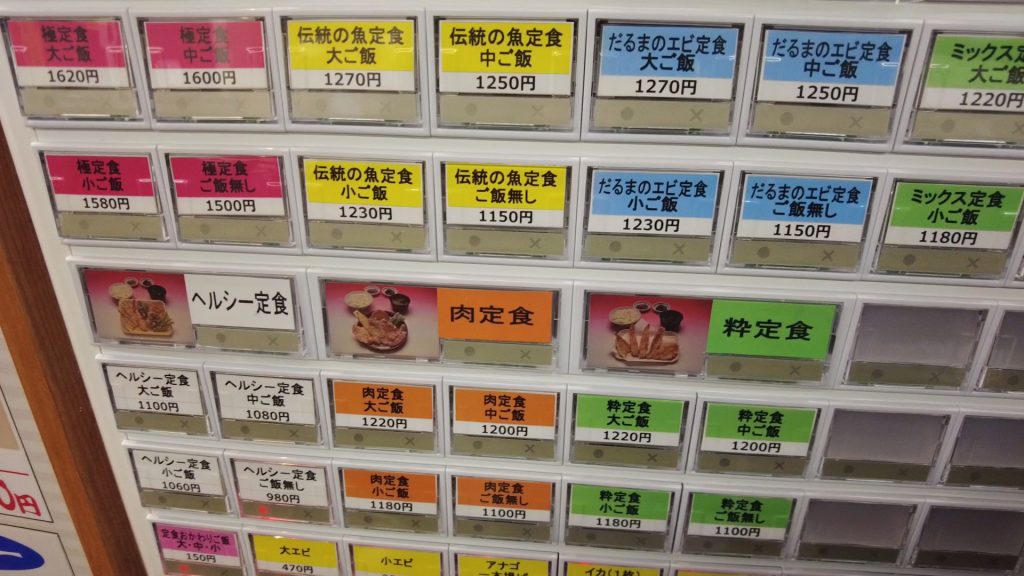 極定食
大ご飯
1620円
極定食
中ご飯
1600円
伝統の魚定食
大ご飯
1270円
伝統の魚定食
中ご飯
1250円
だるまのエビ定食
大ご飯
1270円
だるまのエビ定食
中ご飯
1250円
ミックス定
大ご飯
1220円
極定食
小ご飯
1580円
極定食
ご飯無し
1500円
伝統の魚定食
小ご飯
1230円
伝統の魚定食
ご飯無し
1150円
だるまのエビ定食
小ご飯
1230円
だるまのエビ定食
ご飯無し
1150円
ミックス定食
小ご飯
1180円
ヘルシー定食
肉定食
粋定食
ヘルシー定食
大ご飯
1100円
ヘルシー定食
中ご飯
1080円
肉定食
大ご飯
1220円
肉定食
中ご飯
1200円
粋定食
大ご飯
1220円
粋定食
中ご飯
1200円
ヘルシー定食
小ご飯
1060円
ヘルシー定食
ご飯無し
980円
肉定食
小ご飯
1180円
肉定食
ご飯無し
1100円
粋定食
小ご飯
1180円
粋定食
ご飯無し
1100円
定食おかわりご飯
大・中・小
150円
大エビ
470円
小エビ
アナゴ
一本揚げ
イカ(1枚)
0円